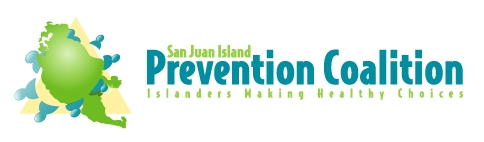 San Juan Island
Prevention Coalition
Islanders Making Healthy Choices